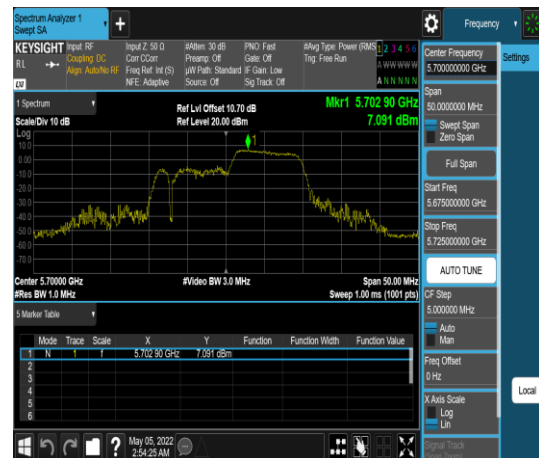 Spectrum Analyzer 1
Swept SA
+
Frequency
KEYSIGHT
RL
Input: RF
Coupling: DC
Align: Auto/No RF
Input Z: 50 Ω
Corr CCorr
Freq Ref: Int (S)
NFE: Adaptive
#Atten: 30 dB
Preamp: Off
µW Path: Standard
Source: Off
PNO: Fast
Gate: Off
IF Gain: Low
Sig Track: Off
#Avg Type: Power (RMS
Trig: Free Run
1 2 3 4 5 6
A WW WW W
A N N N N N
LXI
1 Spectrum
Scale/Div 10 dB
Ref Lvl Offset 10.70 dB
Ref Level 20.00 dBm
Mkr1 5.702 90 GHz
7.091 dBm
Log
10.0
0.00
-10.0
-20.0
-30.0
-40.0
-50.0
-60.0
-70.0
1
Center 5.70000 GHz
#Res BW 1.0 MHz
#Video BW 3.0 MHz
Span 50.00 MHz
Sweep 1.00 ms (1001 pts)
5 Marker Table
Mode Trace Scale X Y Function Function Width Function Value
1 N 1 f 5.702 90 GHz 7.091 dBm
2
3
4
5
6
May 05, 2022
2:54:25 AM
Center Frequency
5.700000000 GHz
Span
50.0000000 MHz
Swept Span
Zero Span
Full Span
Start Freq
5.675000000 GHz
Stop Freq
5.725000000 GHz
AUTO TUNE
CF Step
5.000000 MHz
Auto
Man
Freq Offset
0 Hz
X Axis Scale
Log
Lin
Signal Track
Settings
Local